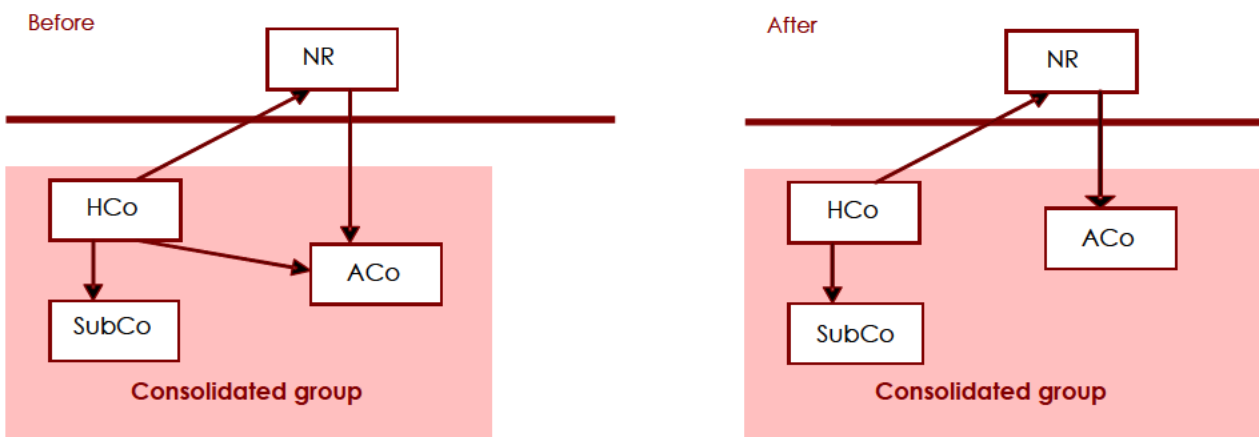 Before
NR
HCo
ACo
SubCo
Consolidated group
After
NR
HCo
ACo
SubCo
Consolidated group